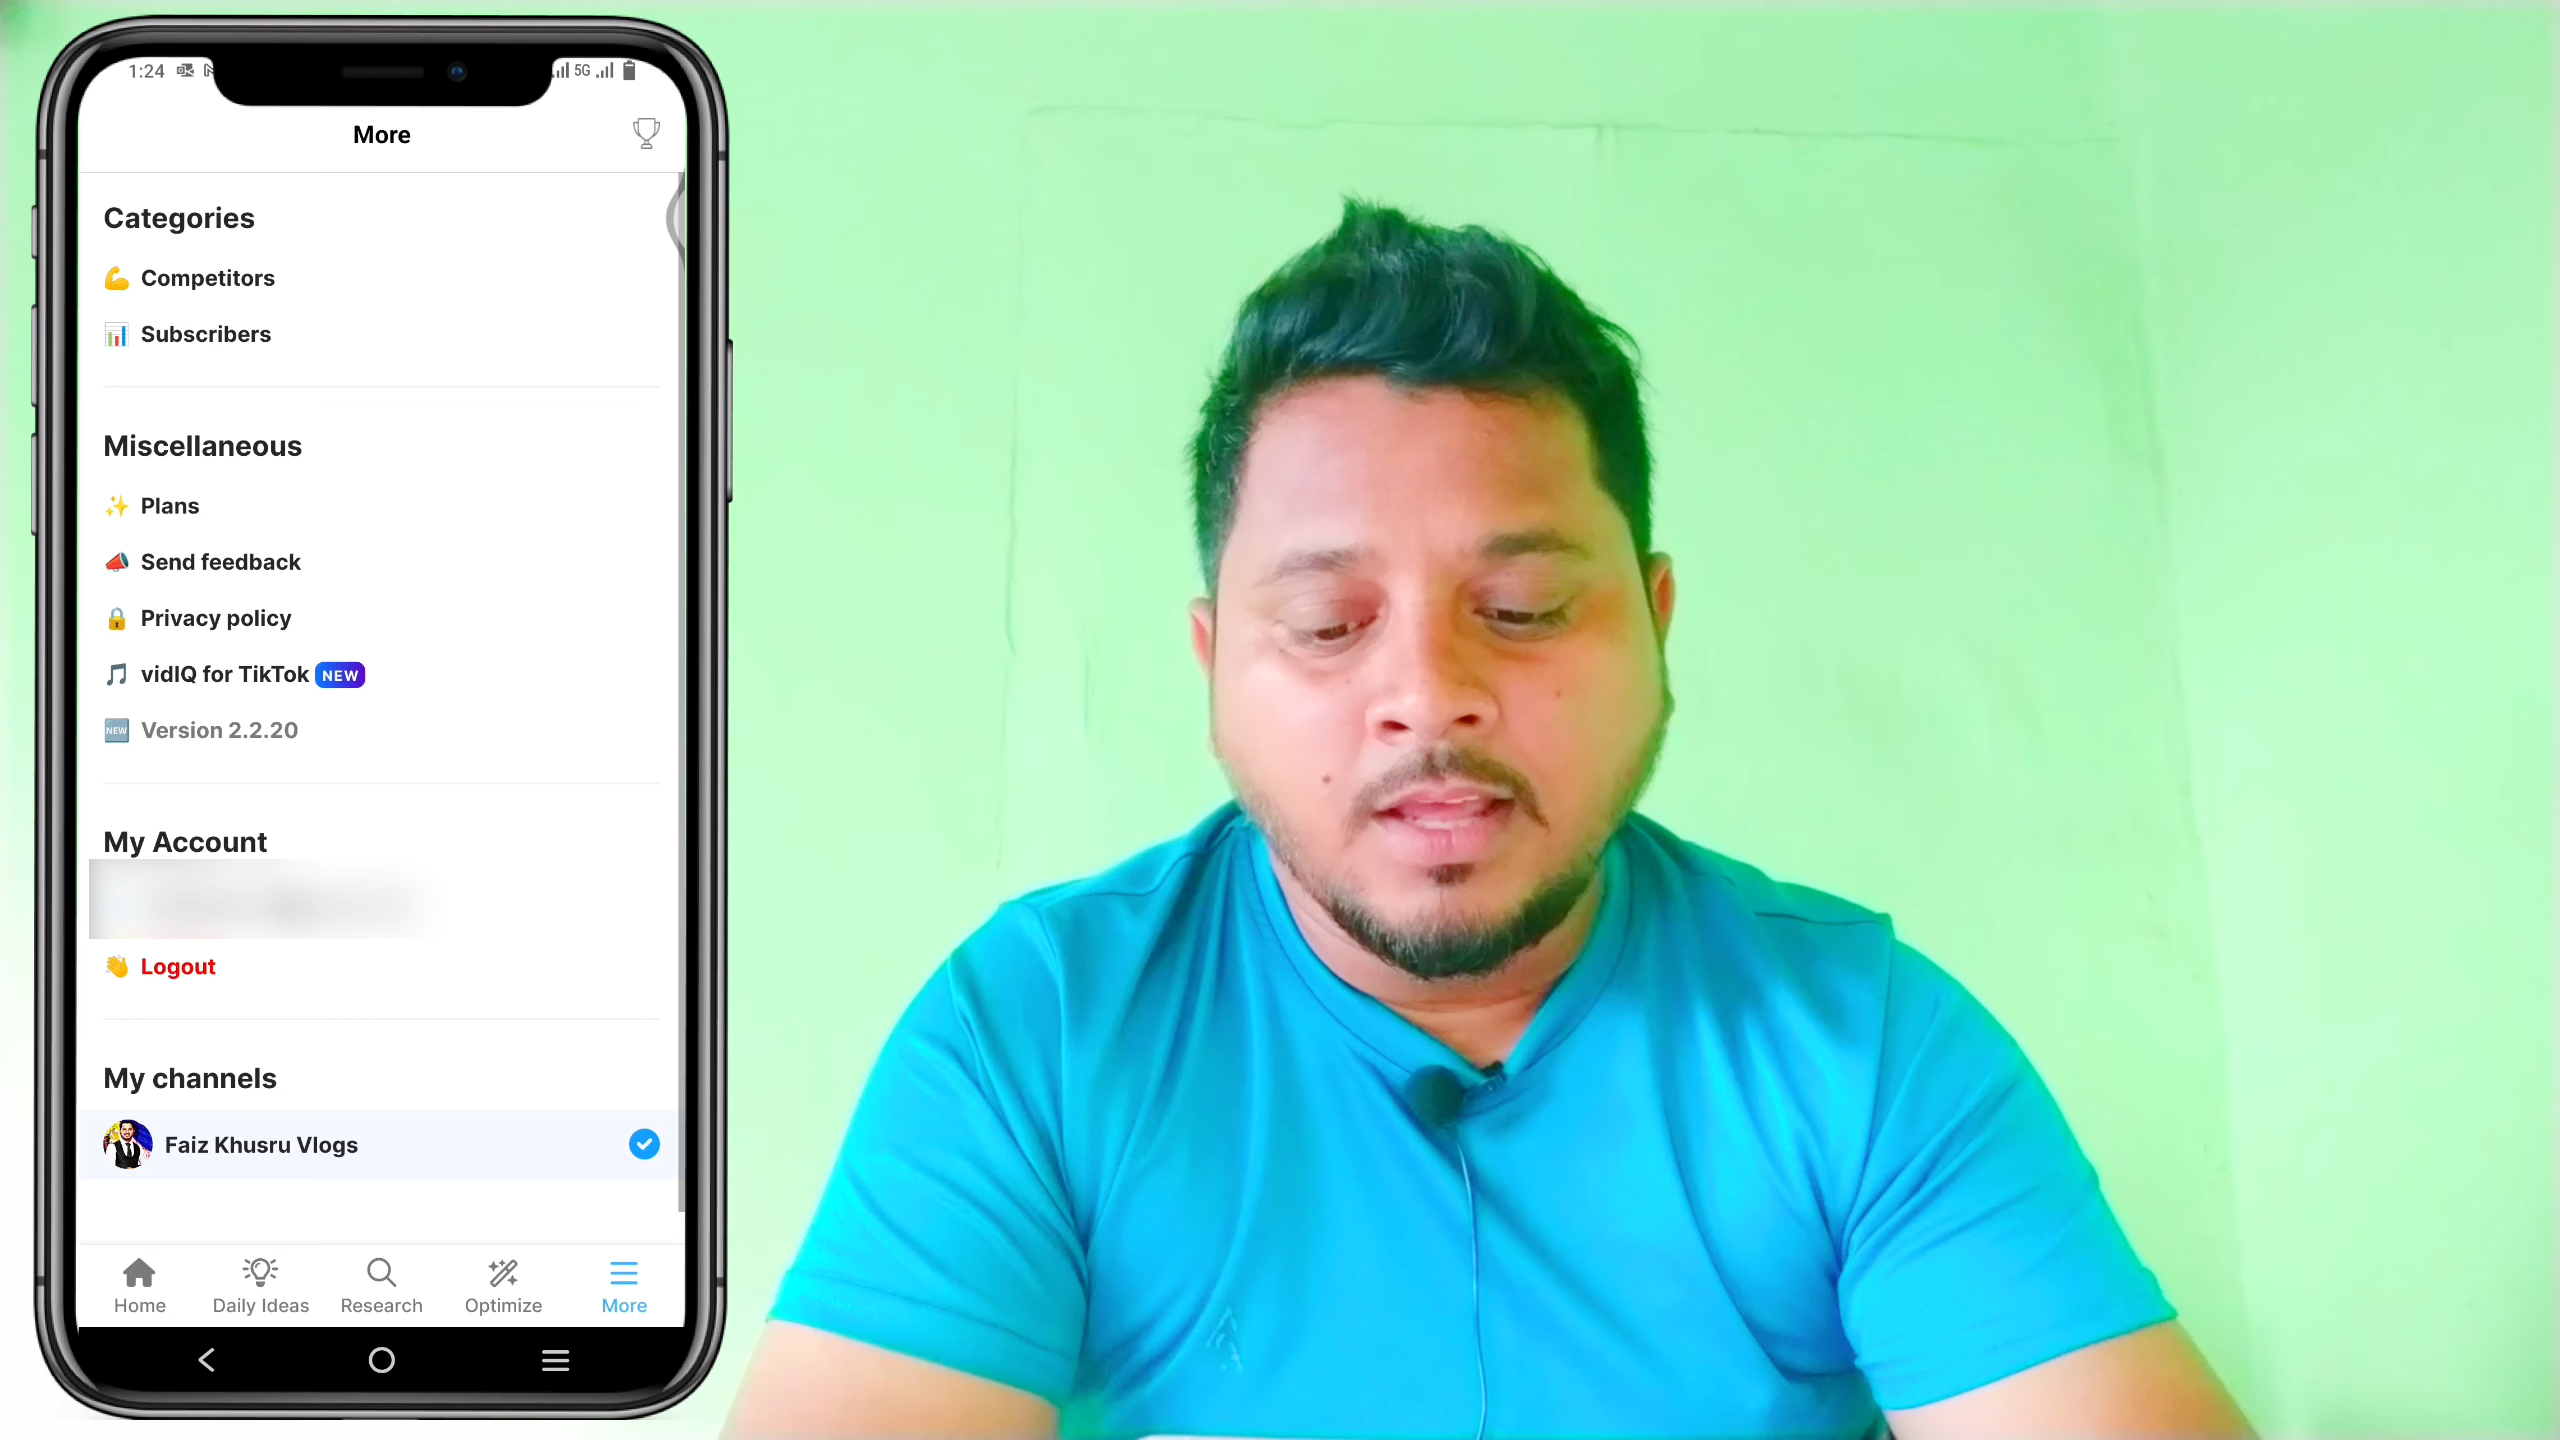 1:24
5G
More
Categories
Competitors
Subscribers
Miscellaneous
Plans
Send feedback
Privacy policy
vidIQ for TikTok NEW
NEW Version 2.2.20
My Account
Logout
My channels
Faiz Khusru Vlogs
Home
Daily Ideas
Research
Optimize
More